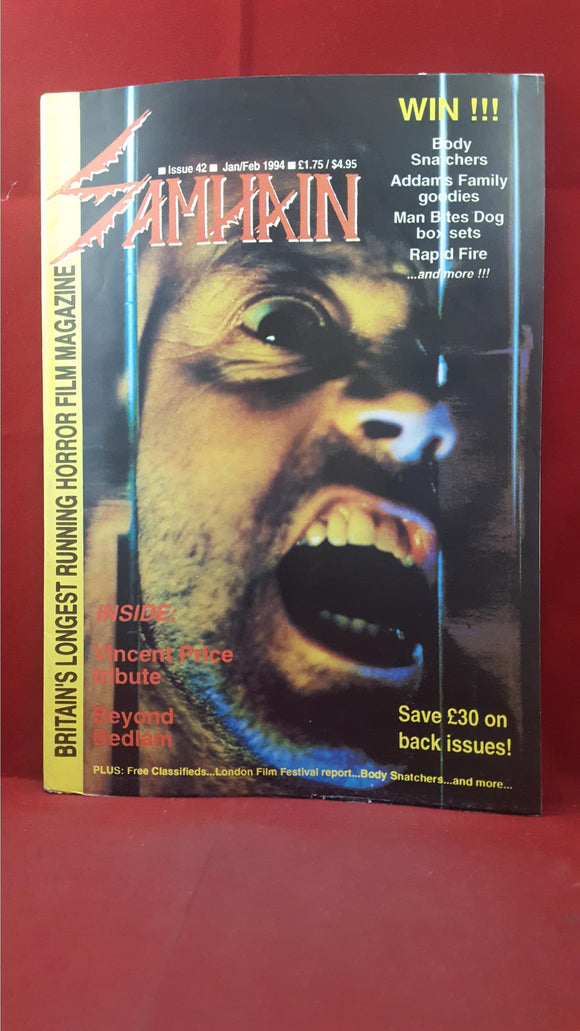 BRITAIN'S LONGEST RUNNING HORROR FILM MAGAZINE
■ Issue 42 ■ Jan/Feb 1994 ■ £1.75 / $4.95
SAMHAIN
WIN !!!
Body
Snatchers
Addams Family
goodies
Man Bites Dog
box sets
Rapid Fire
...and more !!!
INSIDE:
Vincent Price
tribute
Beyond
Bedlam
Save £30 on
back issues!
PLUS: Free Classifieds...London Film Festival report...Body Snatchers...and more...